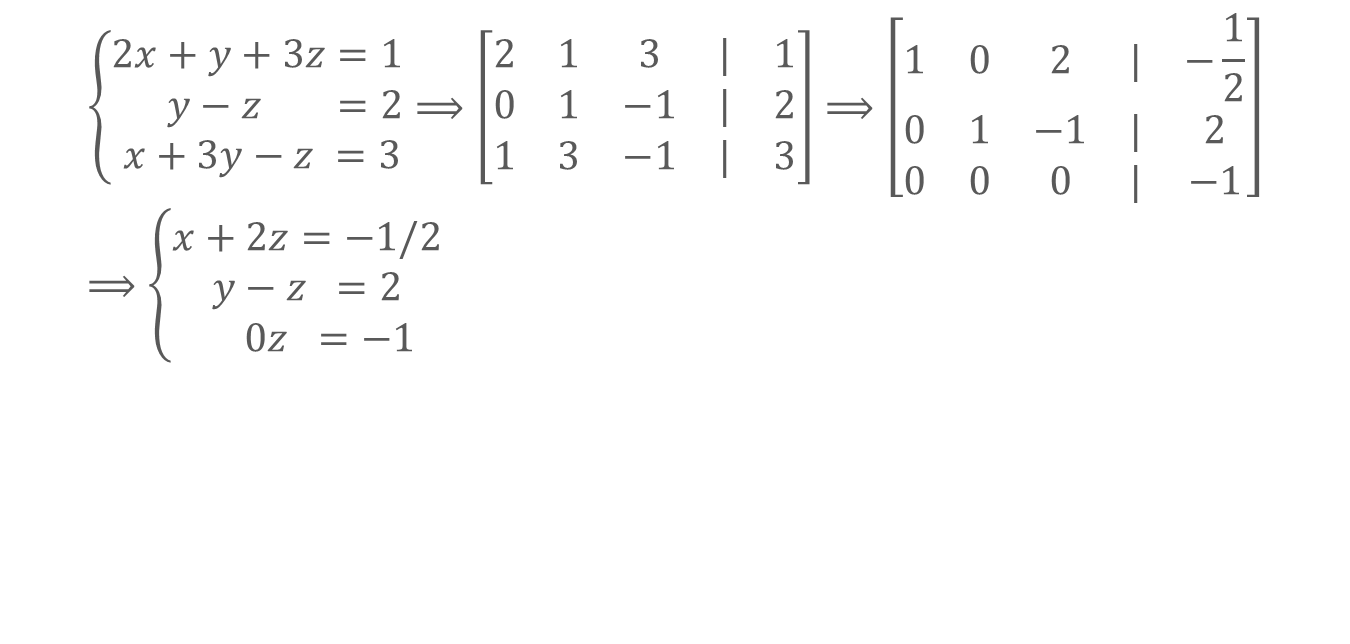 {2x + y + 3z = 1
y − z = 2
x + 3y − z = 3 ⟹ [2 1 3 | 1
0 1 −1 | 2
1 3 −1 | 3] ⟹ [1 0 2 | −1/2
0 1 −1 | 2
0 0 0 | −1]
⟹ {x + 2z = −1/2
y − z = 2
0z = −1